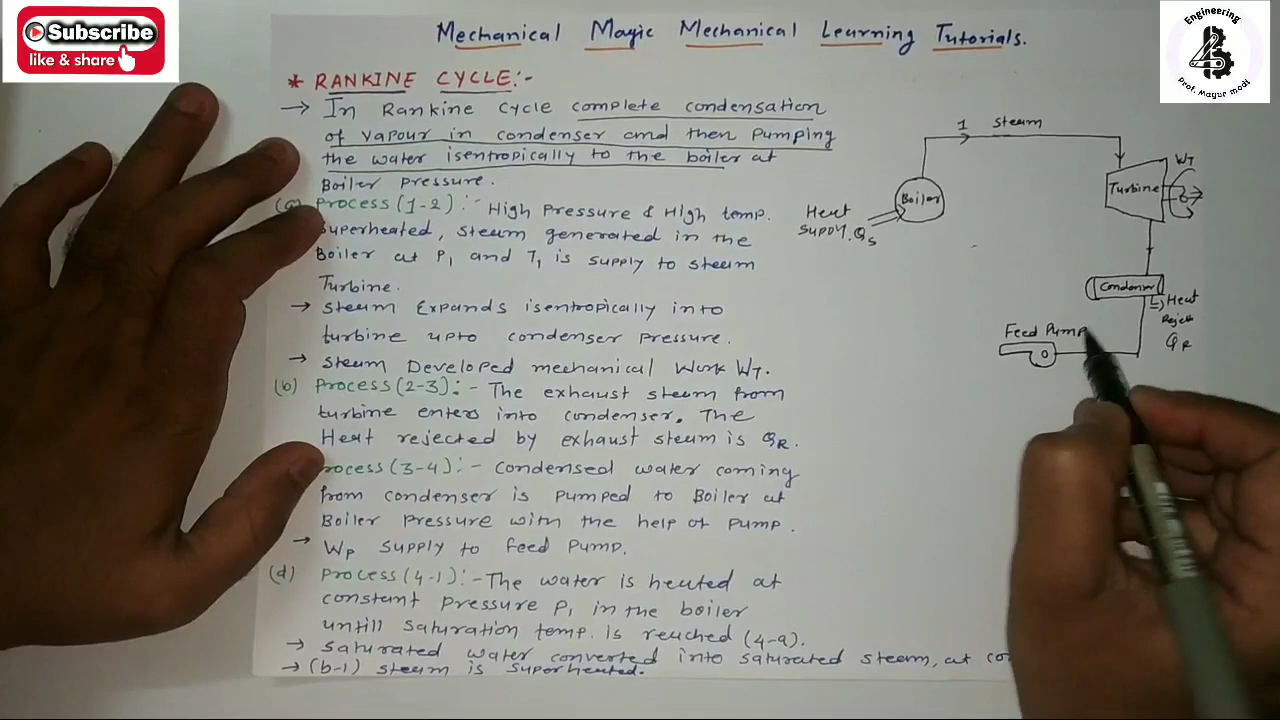 Subscribe
like & share
Mechanical Magic Mechanical Learning Tutorials.
Engineering
Prof. Mayur modi
* RANKINE CYCLE:-
→ In Rankine cycle complete condensation
of vapour in condenser and then pumping
the water isentropically to the boiler at
Boiler pressure.
(a) Process (1-2) :- High Pressure & High temp.
superheated, steam generated in the
Boiler at P1 and T1 is supply to steam
Turbine.
→ steam Expands isentropically into
turbine upto condenser pressure.
→ Steam Developed mechanical Work WT.
(b) Process (2-3) :- The exhaust steam from
turbine enters into condenser. The
Heat rejected by exhaust steam is QR.
rocess (3-4) :- Condensed water coming
from condenser is pumped to Boiler at
Boiler Pressure with the help of pump.
→ Wp supply to feed pump.
(d) Process (4-1) :- The water is heated at
constant pressure P1 in the boiler
untill saturation temp. is reached (4-a).
→ saturated water converted into saturated steam, at co
→ (b-1) steam is superheated.
1 steam
Boiler
Heat
supply, Qs
Turbine
WT
Condenser
Heat
Rejects
QR
Feed Pump